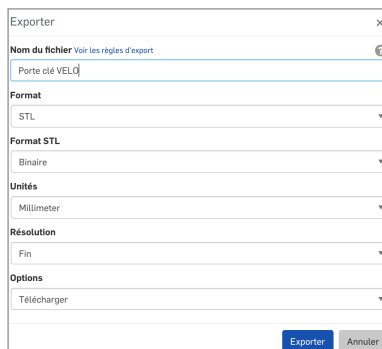 Exporter ×
Nom du fichier Voir les règles d'export ?
Porte clé VELO
Format
STL
Format STL
Binaire
Unités
Millimeter
Résolution
Fin
Options
Télécharger
Exporter Annuler